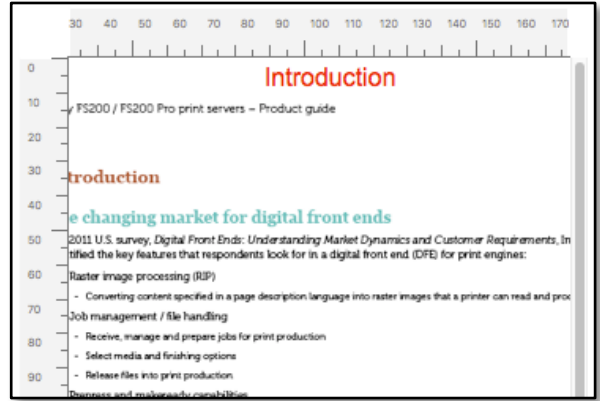 30 40 50 60 70 80 90 100 110 120 130 140 150 160 170
0
Introduction
10
y FS200 / FS200 Pro print servers – Product guide
20
30
troduction
40
e changing market for digital front ends
50
2011 U.S. survey, Digital Front Ends: Understanding Market Dynamics and Customer Requirements, In
tified the key features that respondents look for in a digital front end (DFE) for print engines:
60
Raster image processing (RIP)
- Converting content specified in a page description language into raster images that a printer can read and proc
70
Job management / file handling
80
- Receive, manage and prepare jobs for print production
- Select media and finishing options
90
- Release files into print production
Prepress and makeready capabilities